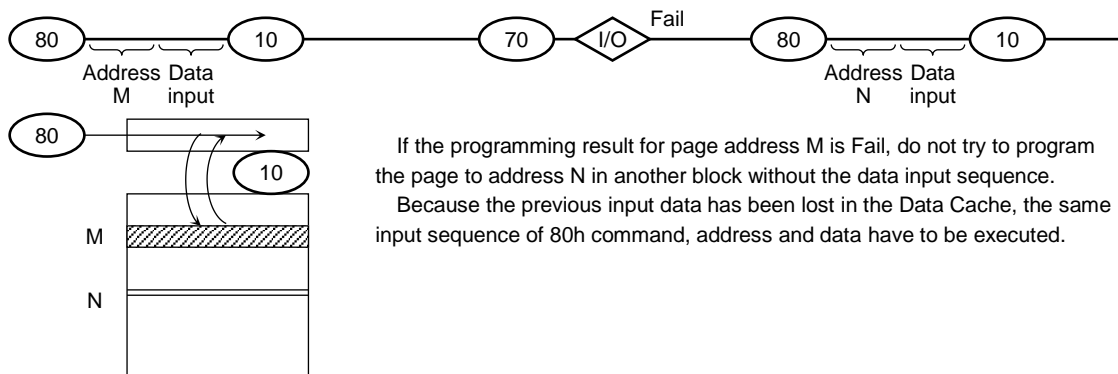 80 10 70 I/O Fail 80 10
Address Data Address Data
M input N input
80
10
M
N
If the programming result for page address M is Fail, do not try to program
the page to address N in another block without the data input sequence.
Because the previous input data has been lost in the Data Cache, the same
input sequence of 80h command, address and data have to be executed.